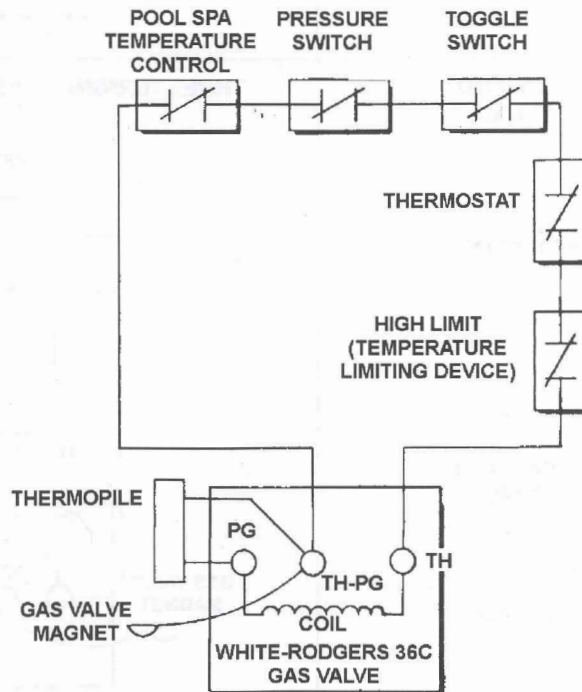 POOL SPA
TEMPERATURE
CONTROL
PRESSURE
SWITCH
TOGGLE
SWITCH
THERMOSTAT
HIGH LIMIT
(TEMPERATURE
LIMITING DEVICE)
THERMOPILE
PG
TH-PG
TH
GAS VALVE
MAGNET
COIL
WHITE-RODGERS 36C
GAS VALVE